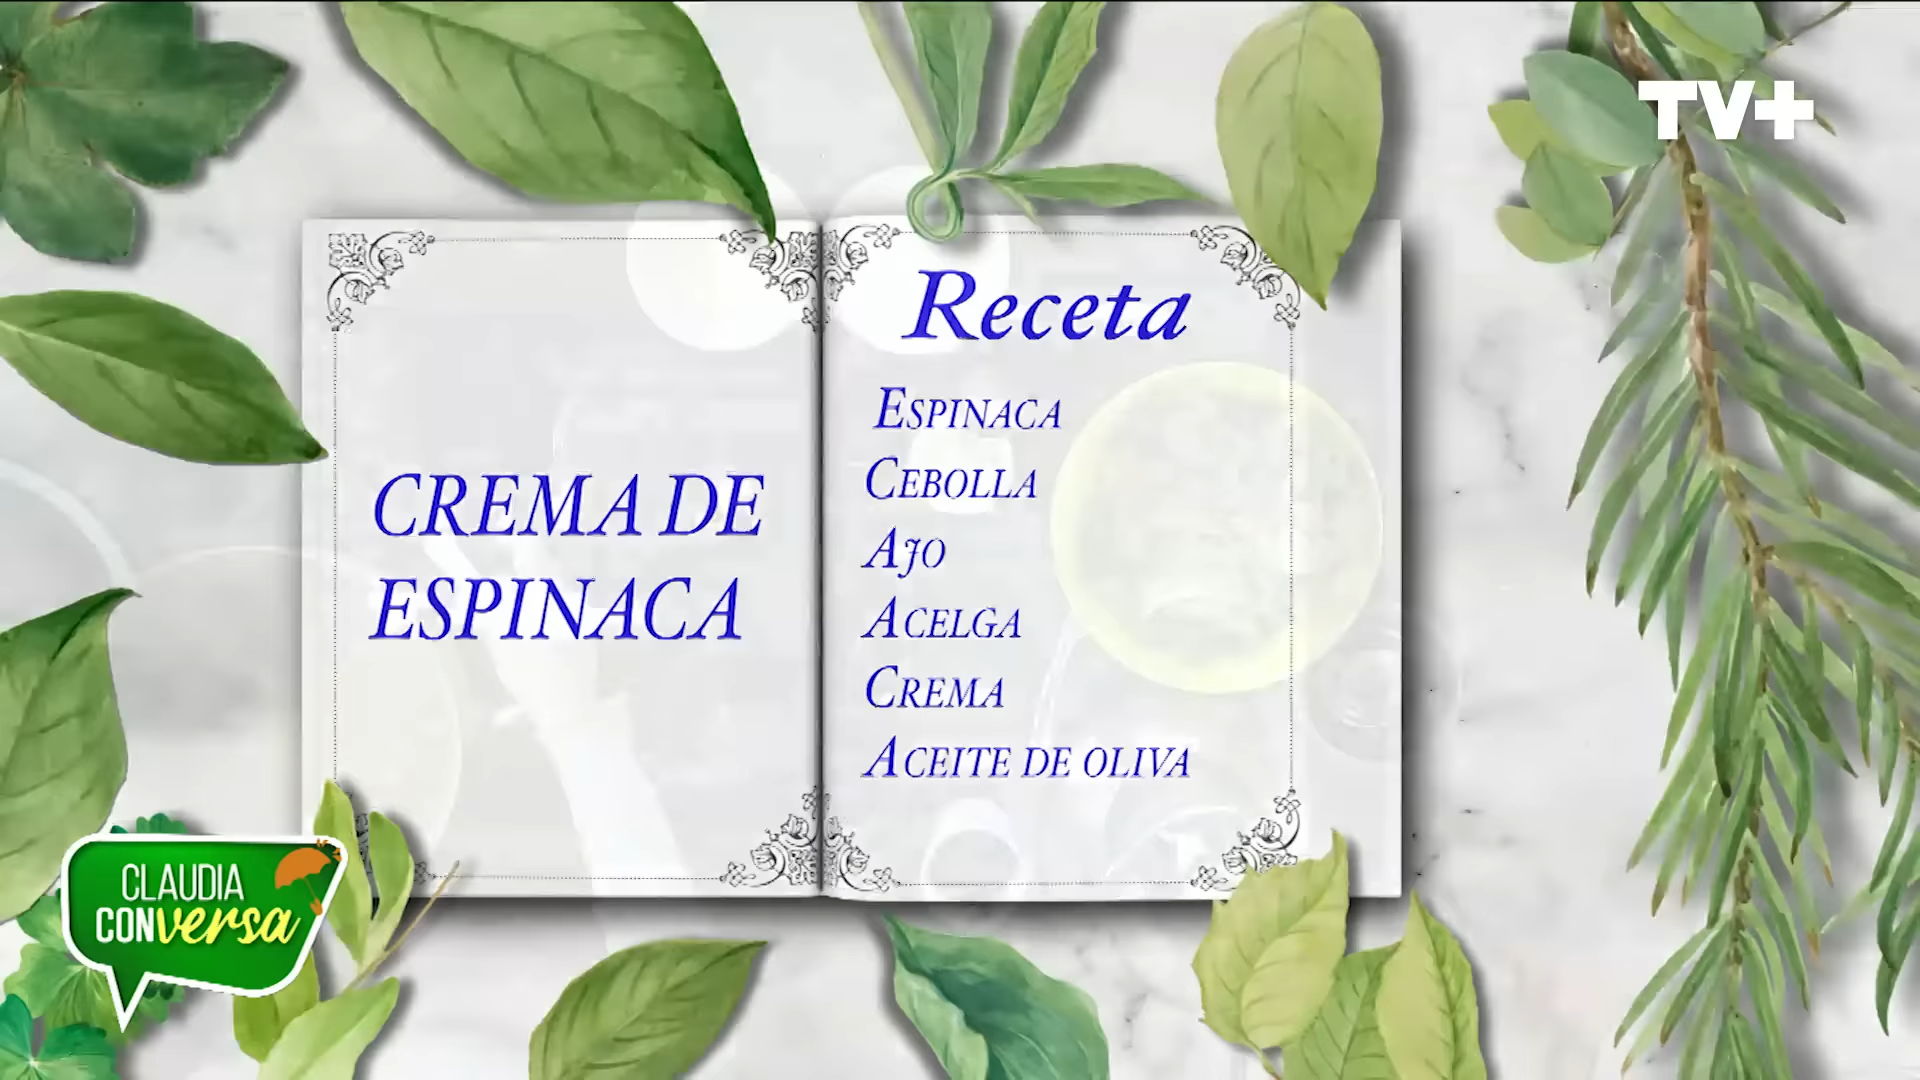 TV+
CREMA DE
ESPINACA
Receta
ESPINACA
CEBOLLA
AJO
ACELGA
CREMA
ACEITE DE OLIVA
CLAUDIA
CONversa